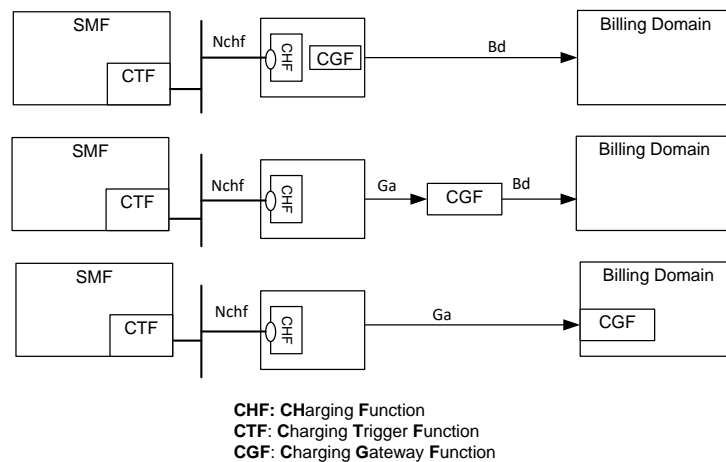 SMF
Billing Domain
Nchf
CHF
CGF
Bd
CTF
SMF
Billing Domain
Nchf
CHF
Ga
CGF
Bd
CTF
SMF
Billing Domain
Nchf
CHF
Ga
CGF
CTF
CHF: CHarging Function
CTF: Charging Trigger Function
CGF: Charging Gateway Function